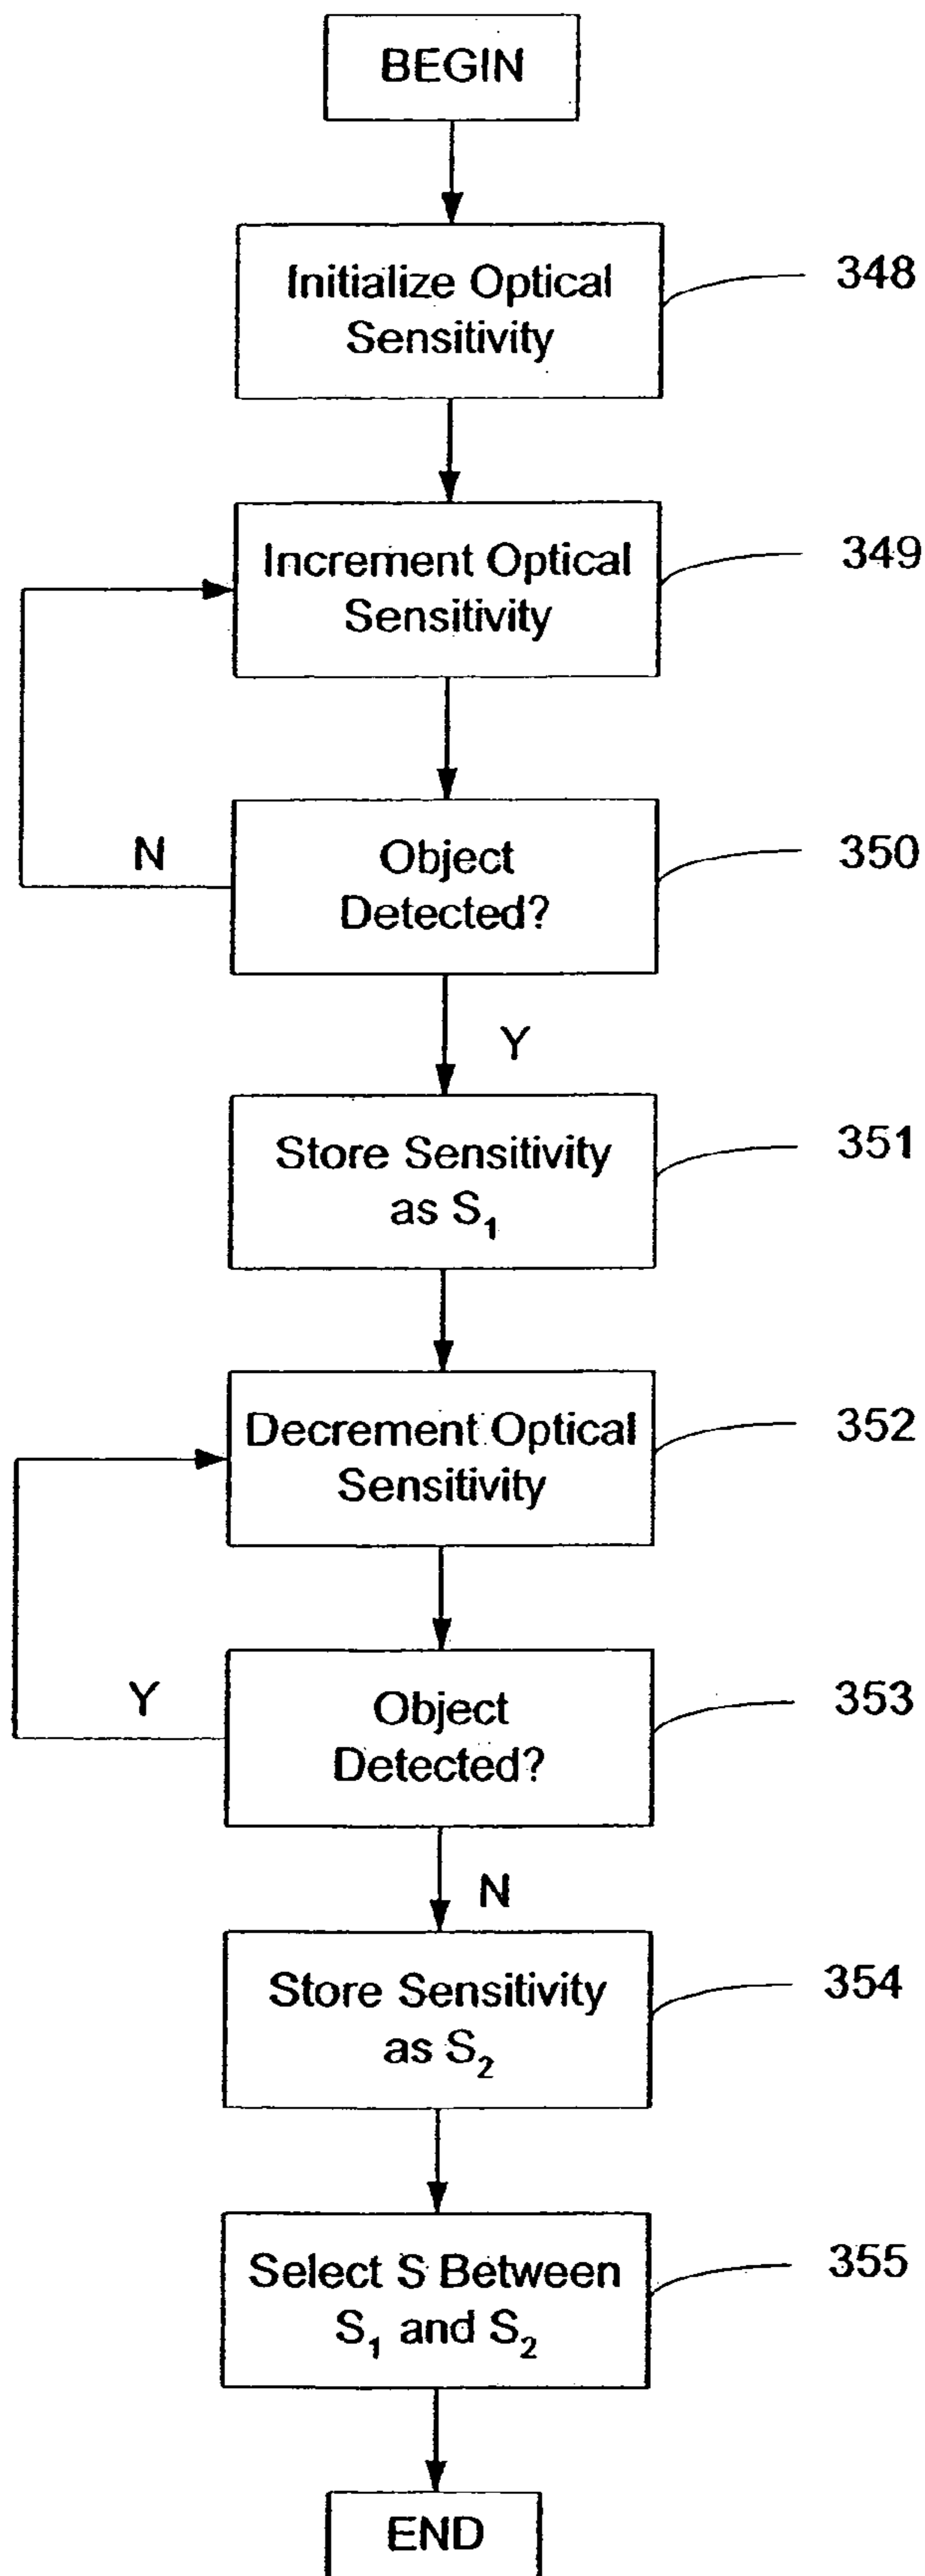 BEGIN
Initialize Optical
Sensitivity
348
Increment Optical
Sensitivity
349
Object
Detected?
350
N
Y
Store Sensitivity
as S₁
351
Decrement Optical
Sensitivity
352
Object
Detected?
353
Y
N
Store Sensitivity
as S₂
354
Select S Between
S₁ and S₂
355
END